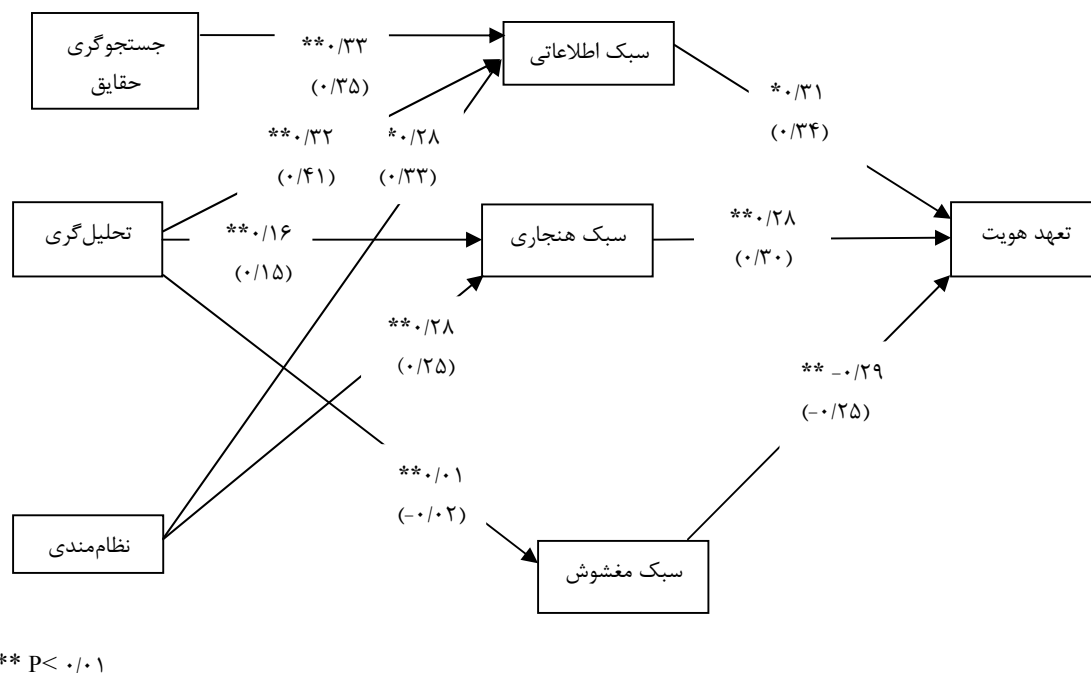 جستجوگری
حقایق
**۰/۳۳
(۰/۳۵)
سبک اطلاعاتی
*۰/۳۱
(۰/۳۴)
**۰/۳۲
(۰/۴۱)
*۰/۲۸
(۰/۳۳)
تحلیل‌گری
**۰/۱۶
(۰/۱۵)
سبک هنجاری
**۰/۲۸
(۰/۳۰)
تعهد هویت
**۰/۲۸
(۰/۲۵)
** -۰/۲۹
(-۰/۲۵)
**۰/۰۱
(-۰/۰۲)
نظام‌مندی
سبک مغشوش
** P< ۰/۰۱